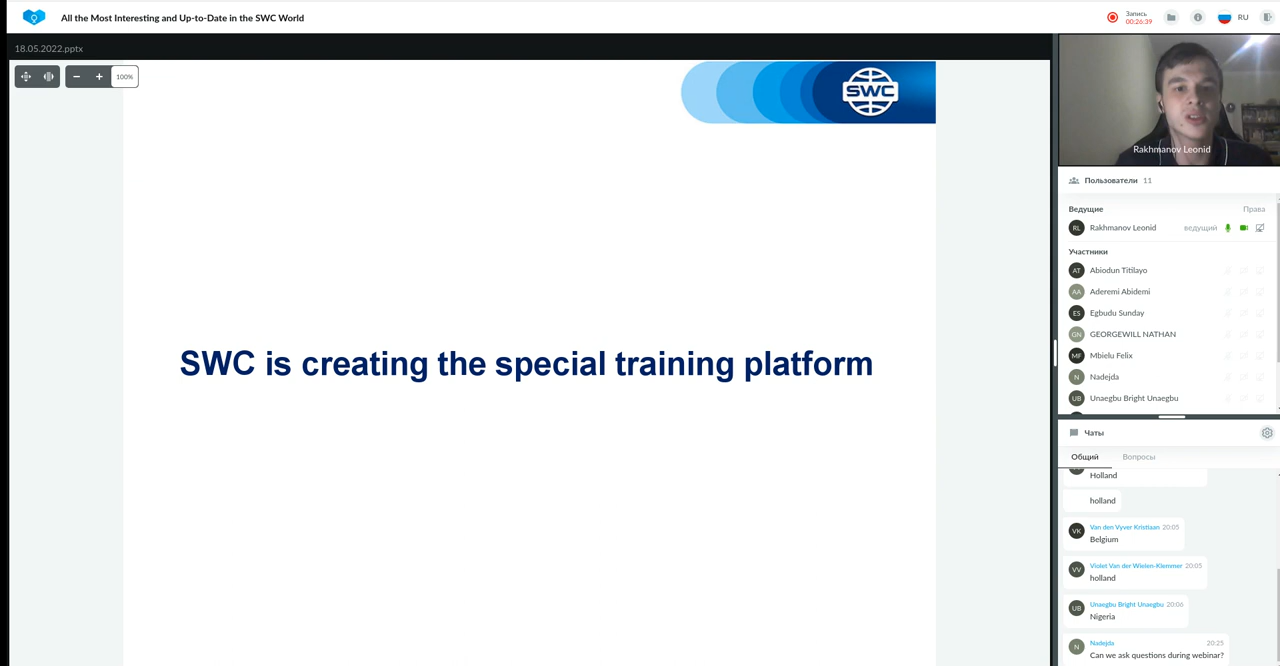 All the Most Interesting and Up-to-Date in the SWC World
Запись
00:26:39
RU
18.05.2022.pptx
100%
SWC
SWC is creating the special training platform
Rakhmanov Leonid
Пользователи 11
Ведущие Права
RL Rakhmanov Leonid ведущий
Участники
AT Abiodun Titilayo
AA Aderemi Abidemi
ES Egbudu Sunday
GN GEORGEWILL NATHAN
MF Mbielu Felix
N Nadejda
UB Unaegbu Bright Unaegbu
Чаты
Общий Вопросы
Holland
holland
VK Van den Vyver Kristiaan 20:05
Belgium
VV Violet Van der Wielen-Klemmer 20:05
holland
UB Unaegbu Bright Unaegbu 20:06
Nigeria
N Nadejda 20:25
Can we ask questions during webinar?